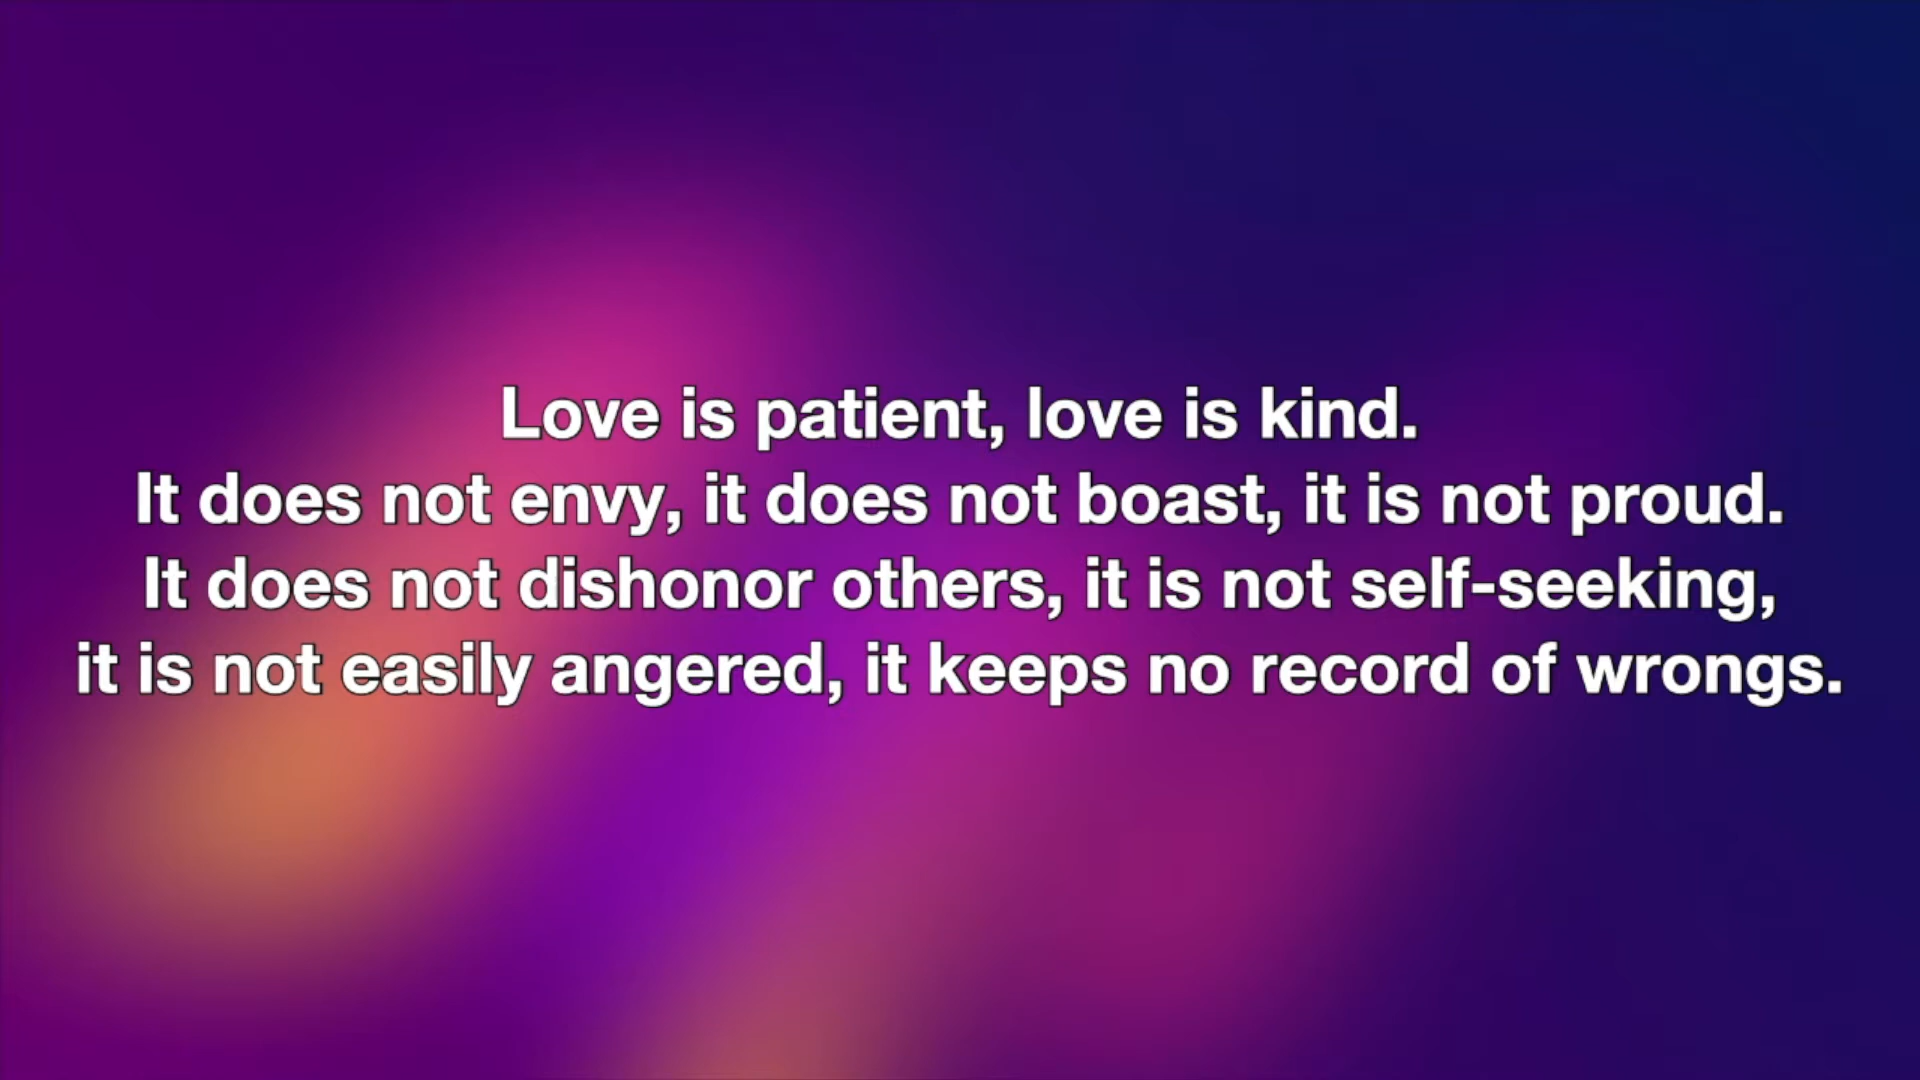 Love is patient, love is kind.
It does not envy, it does not boast, it is not proud.
It does not dishonor others, it is not self-seeking,
it is not easily angered, it keeps no record of wrongs.